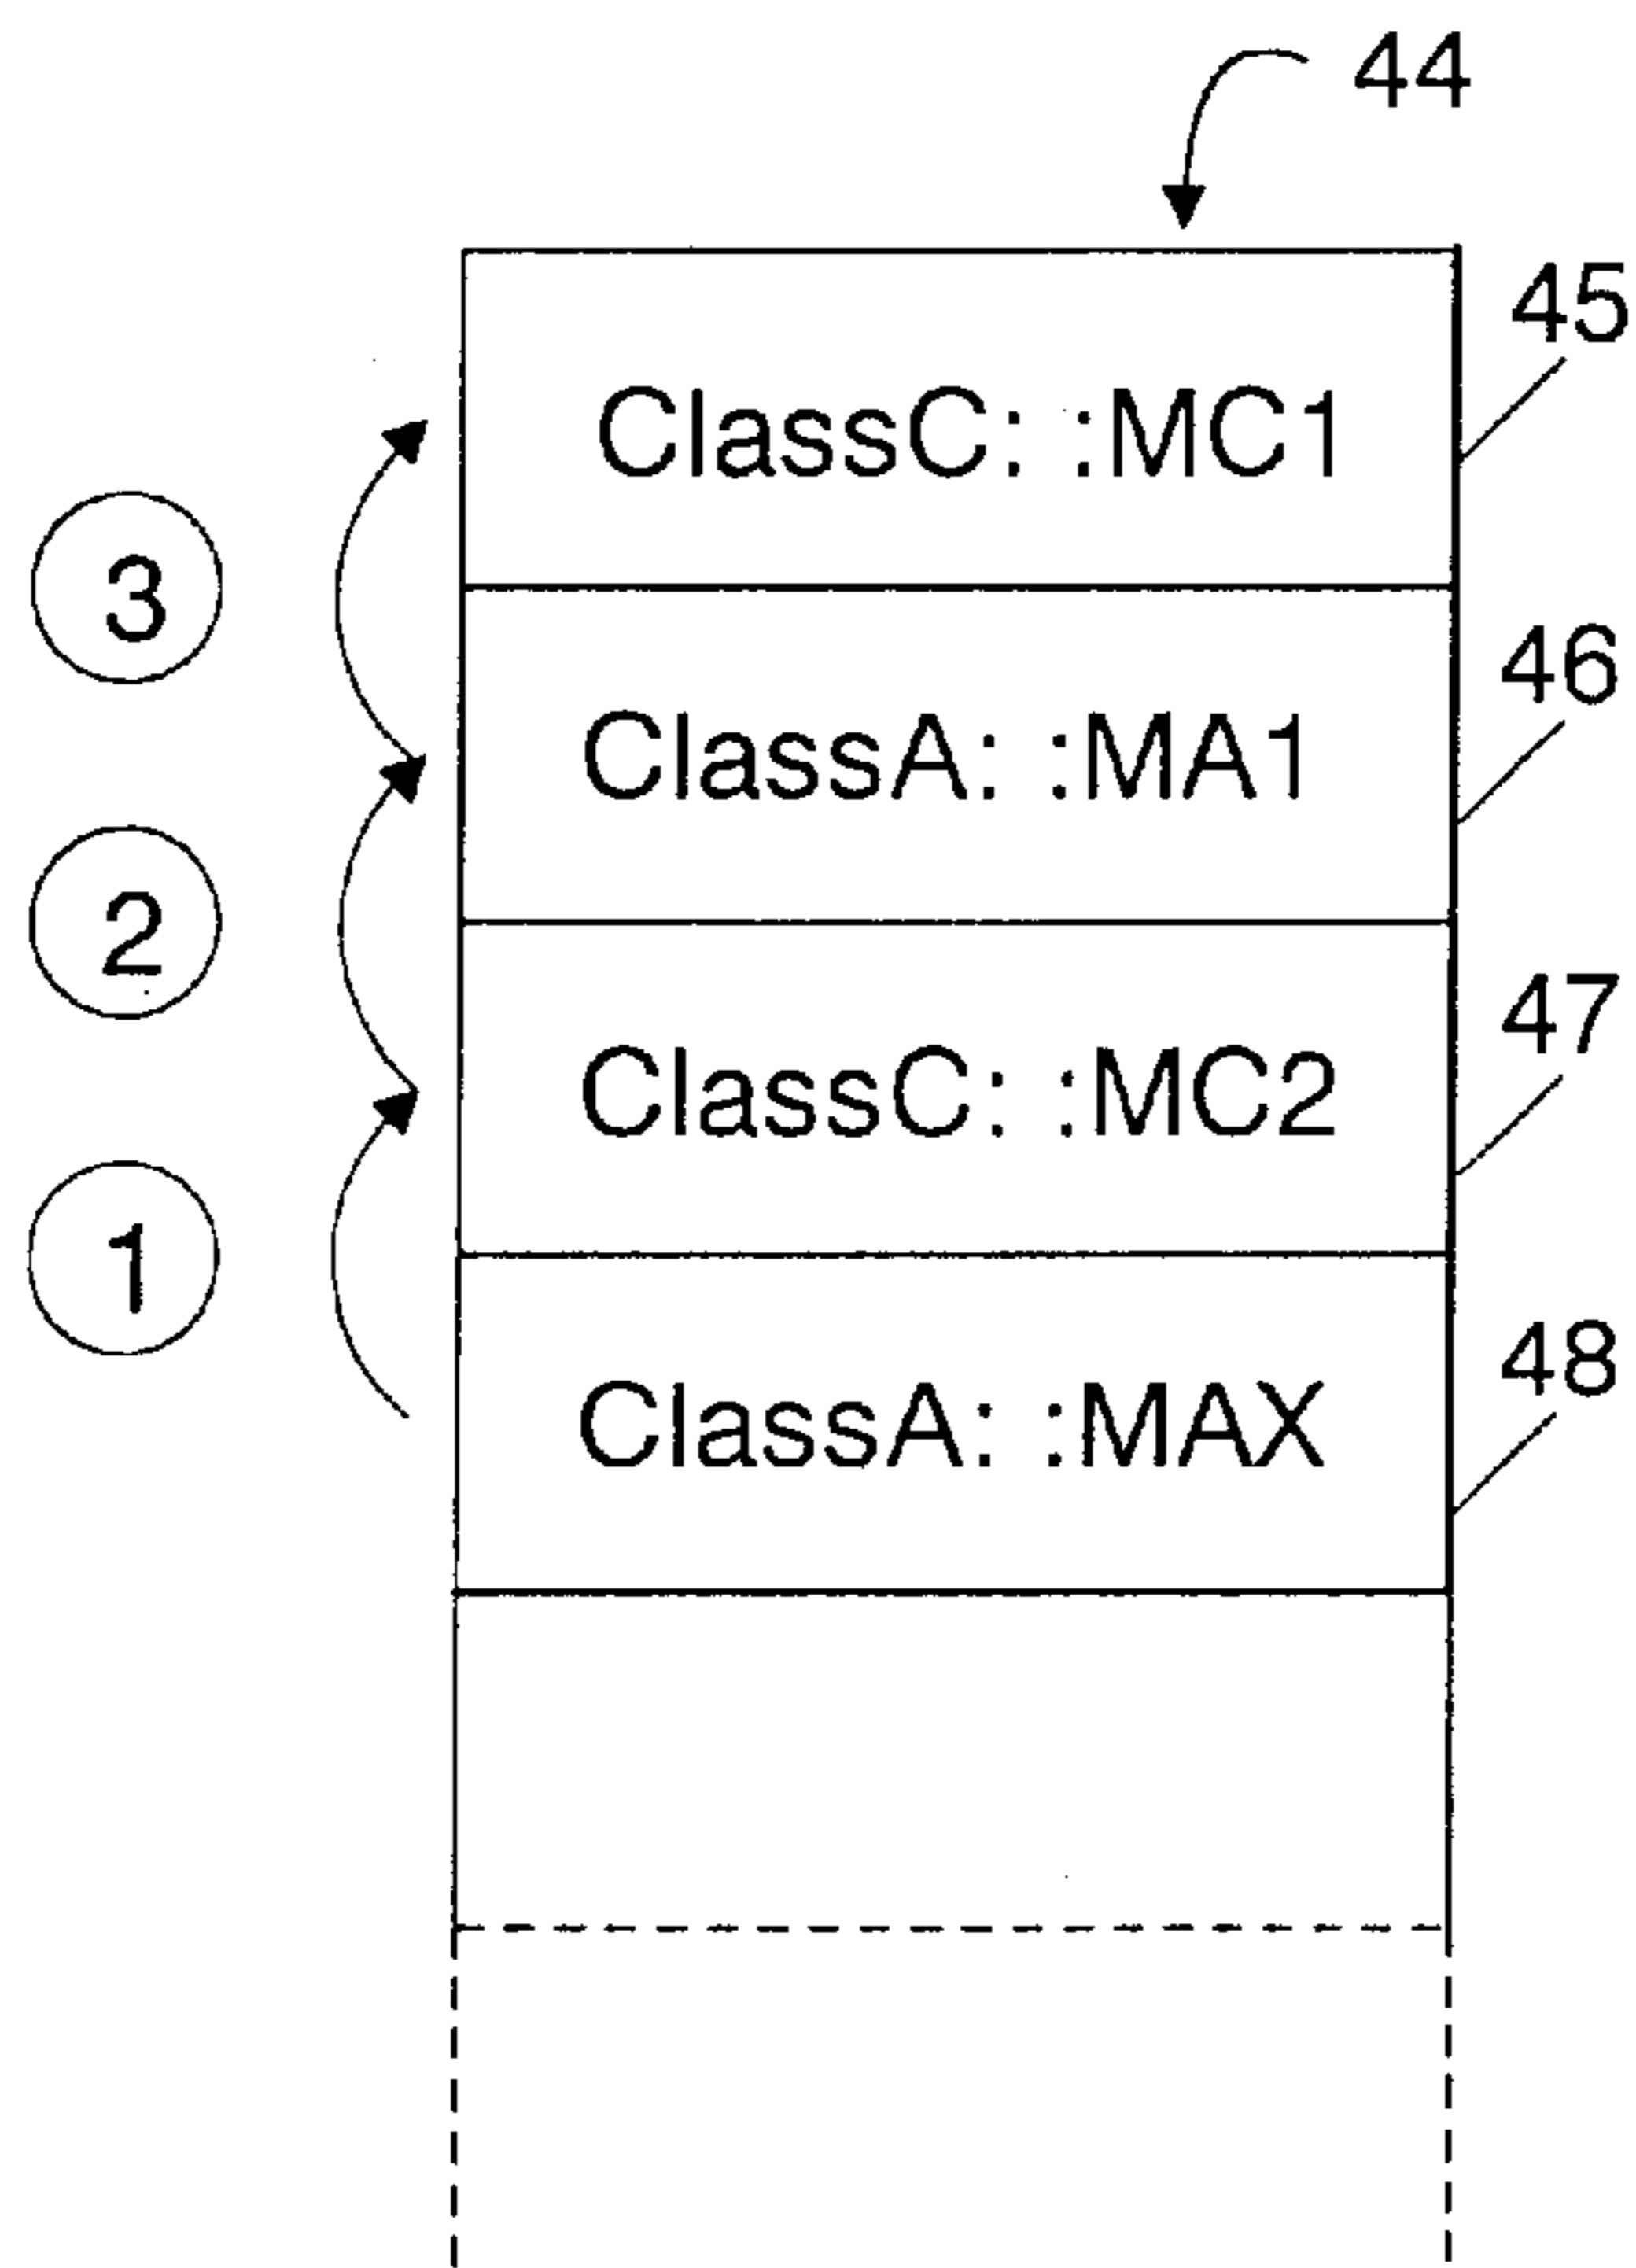 44
45
ClassC: :MC1
3
46
ClassA: :MA1
2
47
ClassC: :MC2
1
48
ClassA: :MAX